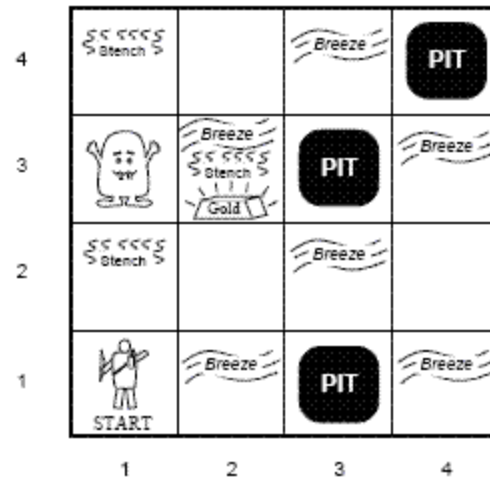 4
Stench
Breeze
PIT
3
Breeze
Stench
Gold
PIT
Breeze
2
Stench
Breeze
1
START
Breeze
PIT
Breeze
1 2 3 4